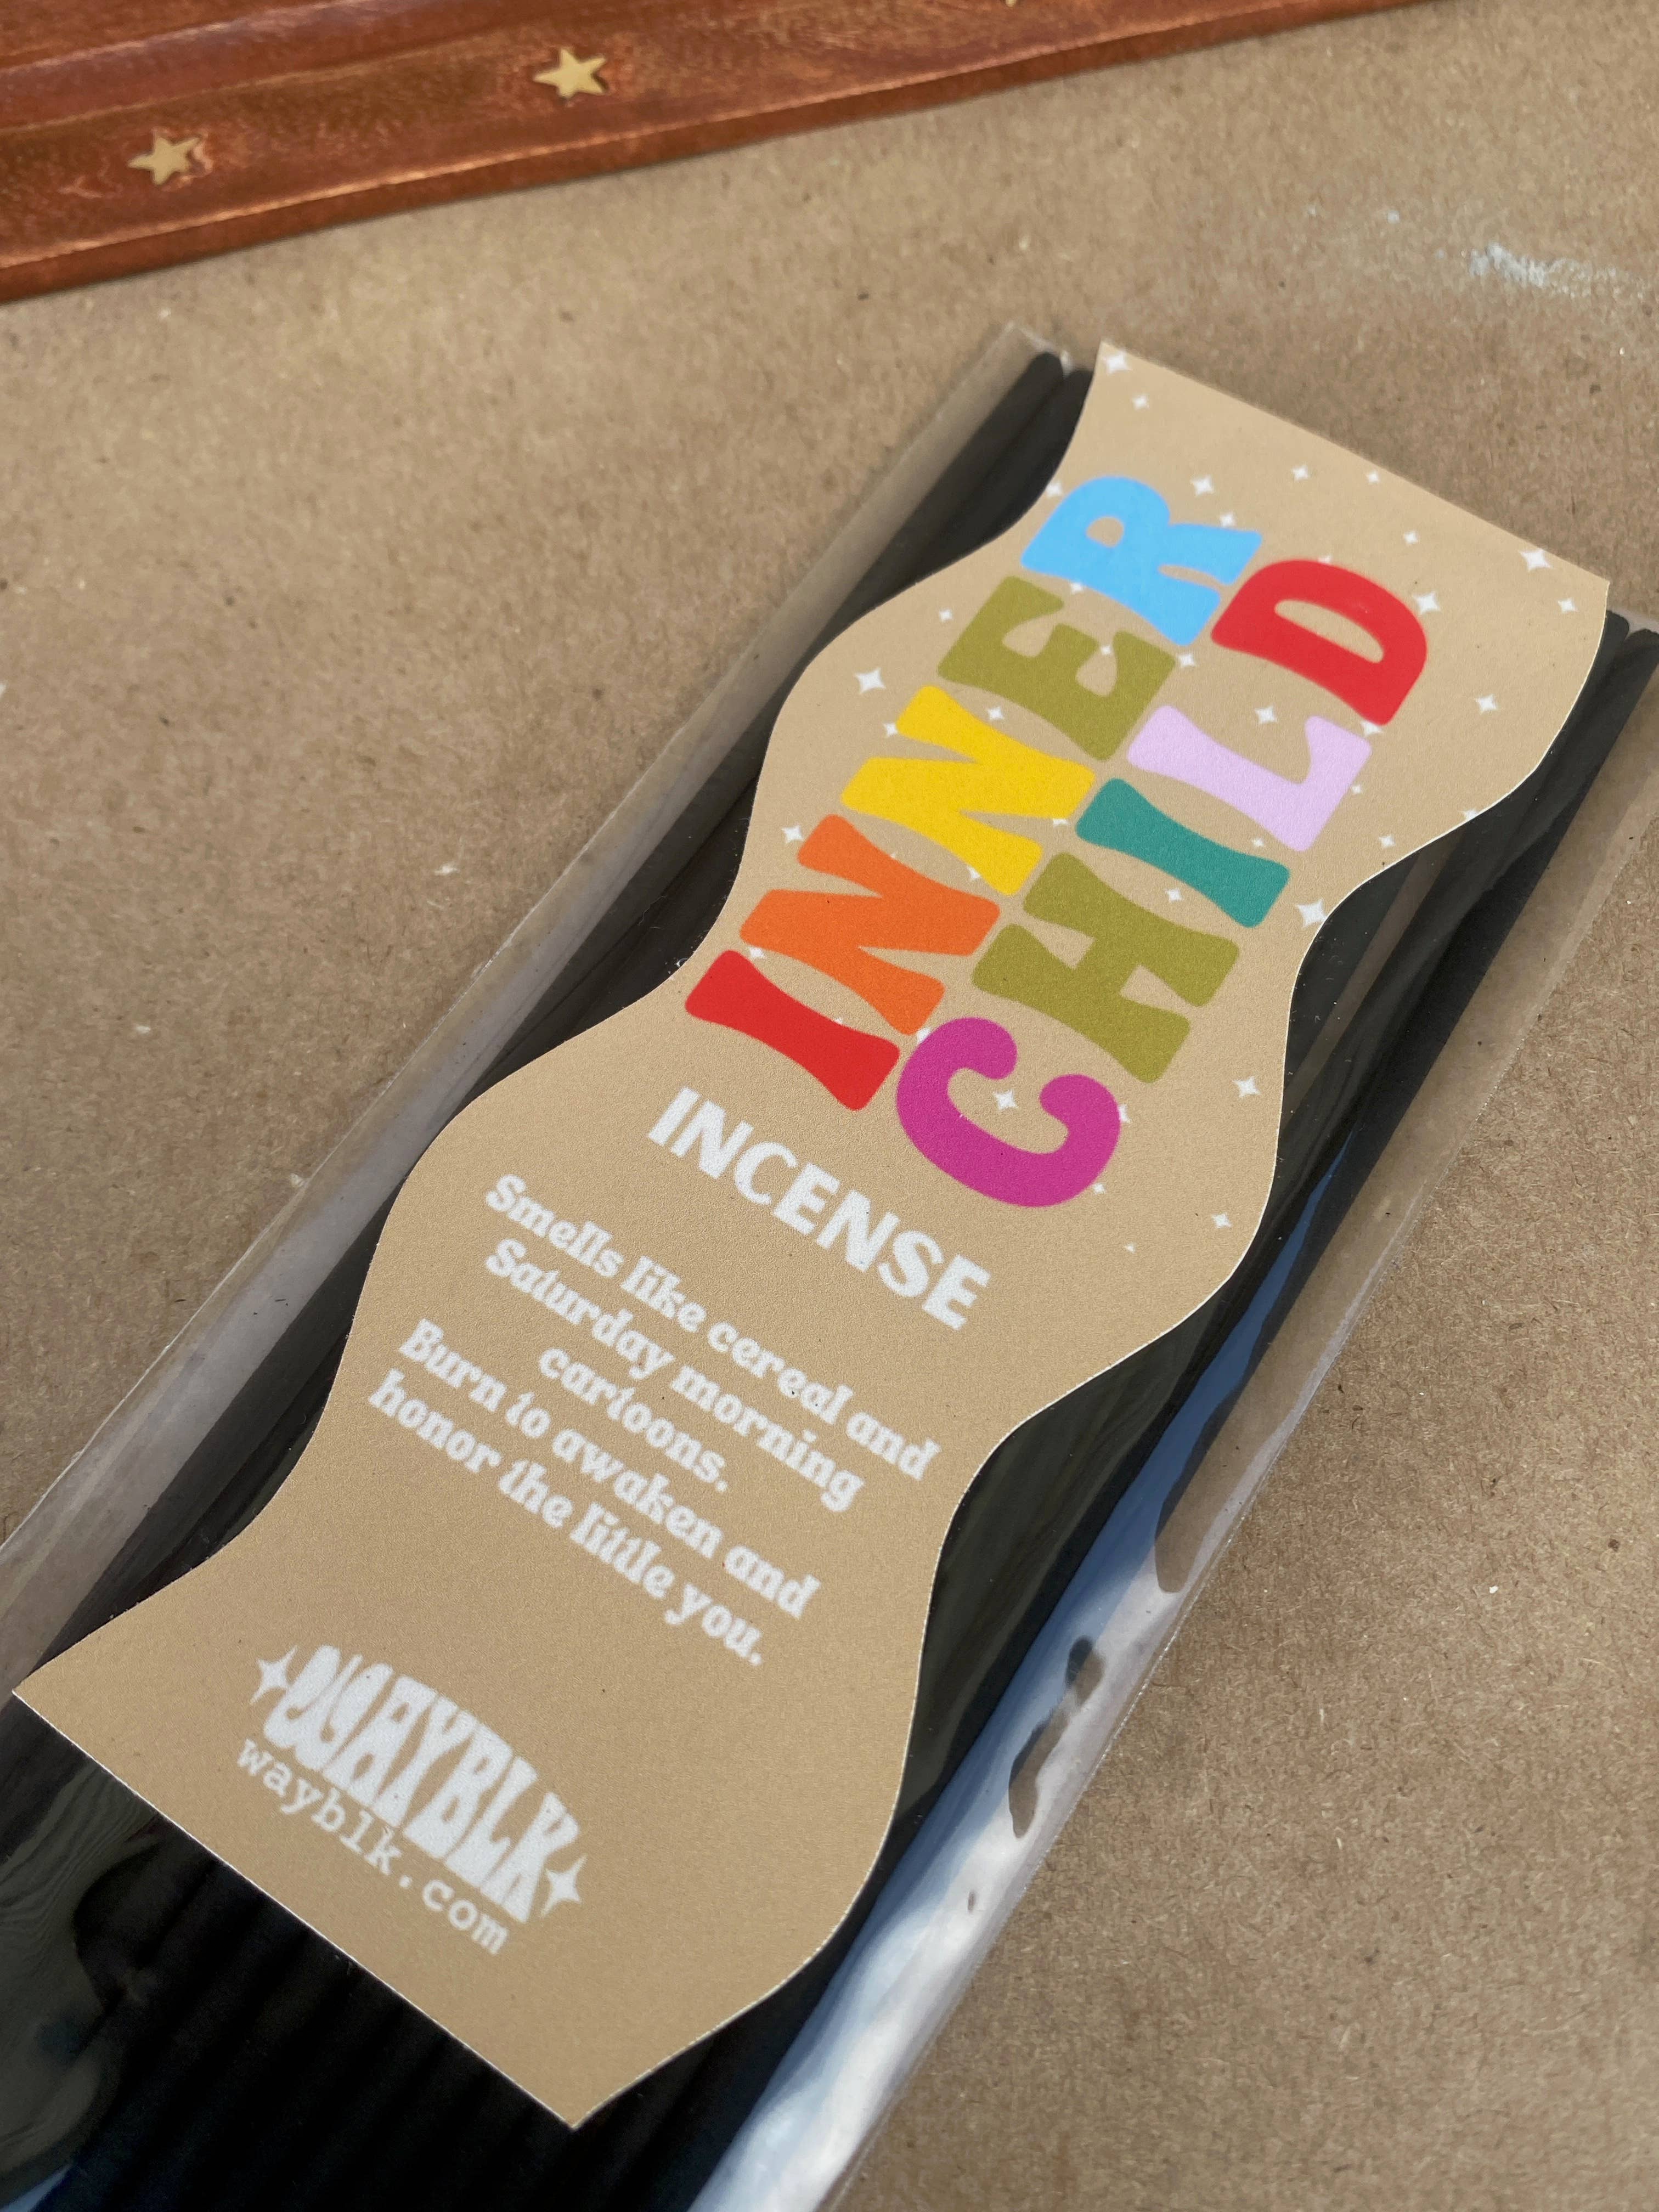 INNER
CHILD
INCENSE
Smells like cereal and
Saturday morning
cartoons.
Burn to awaken and
honor the little you.
WAYBLK
wayblk.com